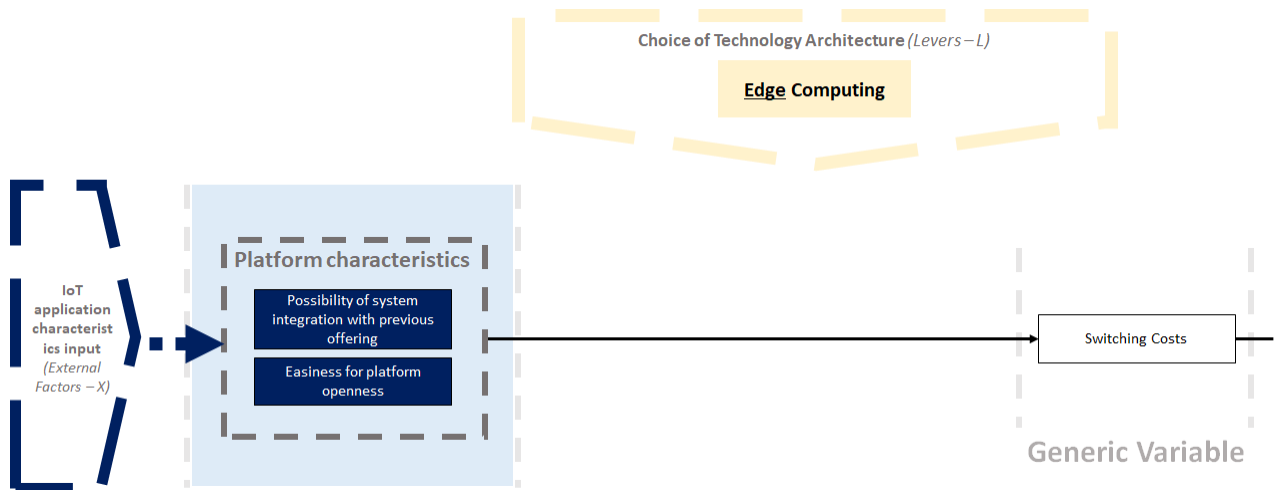 Choice of Technology Architecture (Levers – L)
Edge Computing
IoT
application
characterist
ics input
(External
Factors – X)
Platform characteristics
Possibility of system
integration with previous
offering
Easiness for platform
openness
Switching Costs
Generic Variable